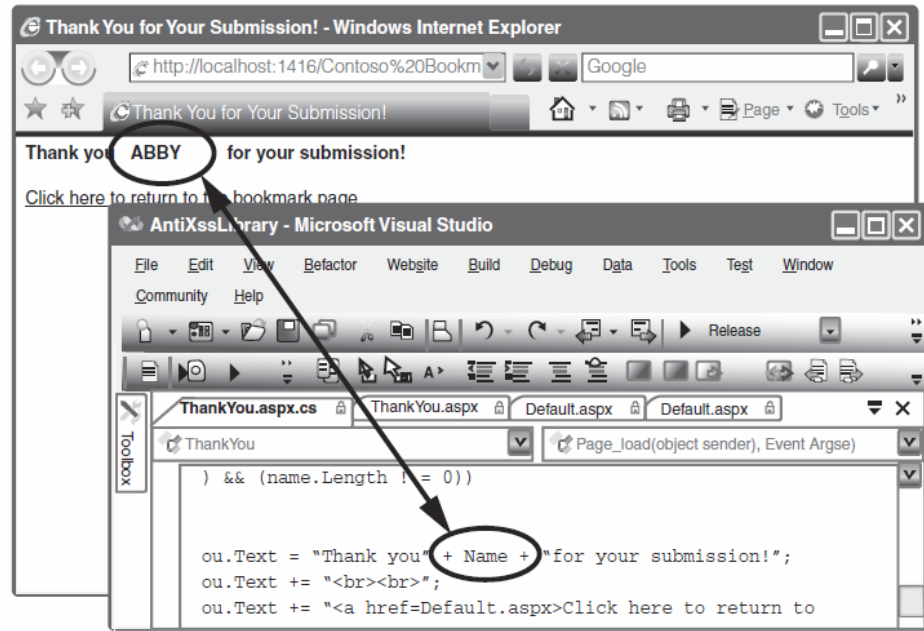 Thank You for Your Submission! - Windows Internet Explorer
http://localhost:1416/Contoso%20Bookm
Google
Thank You for Your Submission!
Page
Tools
»
Thank you ABBY for your submission!
Click here to return to the bookmark page
AntiXssLibrary - Microsoft Visual Studio
File Edit View Befactor Website Build Debug Data Tools Test Window
Community Help
Release
ThankYou.aspx.cs ThankYou.aspx Default.aspx Default.aspx
Toolbox
ThankYou Page_load(object sender), Event Argse)
) && (name.Length ! = 0))
ou.Text = “Thank you” + Name + “for your submission!”;
ou.Text += “<br><br>”;
ou.Text += “<a href=Default.aspx>Click here to return to